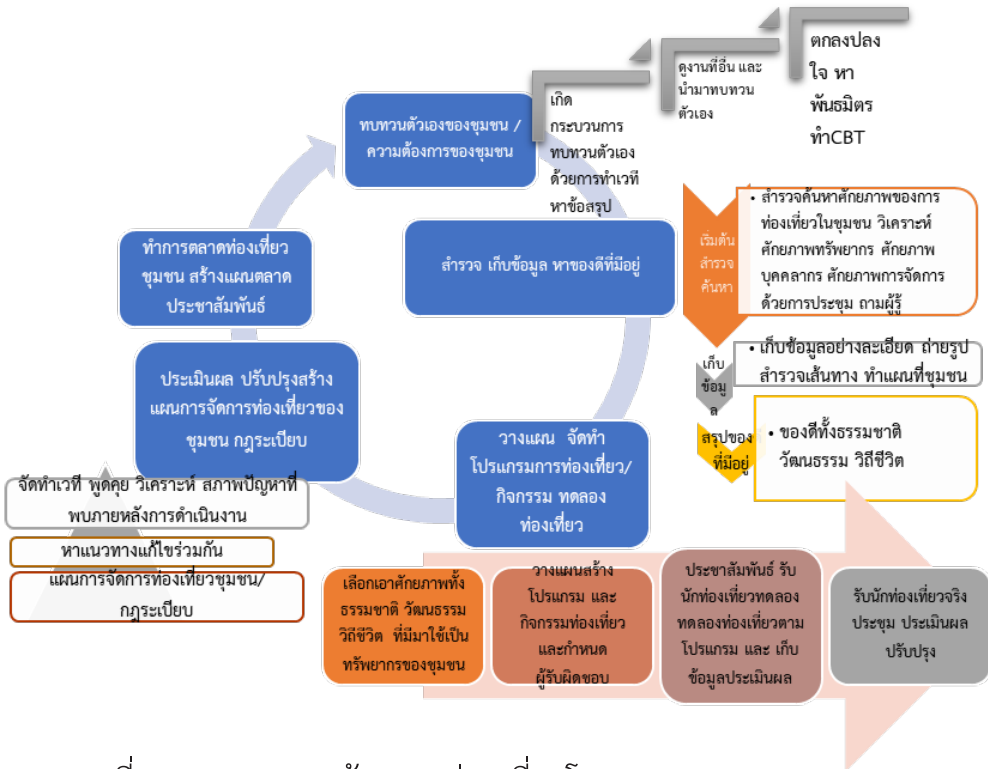 ทบทวนตัวเองของชุมชน /
ความต้องการของชุมชน
เกิด
กระบวนการ
ทบทวนตัวเอง
ด้วยการทำเวที
หาข้อสรุป
ดูงานที่อื่น และ
นำมาทบทวน
ตัวเอง
ตกลงปลง
ใจ หา
พันธมิตร
ทำCBT
สำรวจ เก็บข้อมูล หาของดีที่มีอยู่
เริ่มต้น
สำรวจ
ค้นหา
• สำรวจค้นหาศักยภาพของการ
ท่องเที่ยวในชุมชน วิเคราะห์
ศักยภาพทรัพยากร ศักยภาพ
บุคคลากร ศักยภาพการจัดการ
ด้วยการประชุม ถามผู้รู้
เก็บ
ข้อมู
ล
• เก็บข้อมูลอย่างละเอียด ถ่ายรูป
สำรวจเส้นทาง ทำแผนที่ชุมชน
สรุปของ
ที่มีอยู่
• ของดีทั้งธรรมชาติ
วัฒนธรรม วิถีชีวิต
วางแผน จัดทำ
โปรแกรมการท่องเที่ยว/
กิจกรรม ทดลอง
ท่องเที่ยว
เลือกเอาศักยภาพทั้ง
ธรรมชาติ วัฒนธรรม
วิถีชีวิต ที่มีมาใช้เป็น
ทรัพยากรของชุมชน
วางแผนสร้าง
โปรแกรม และ
กิจกรรมท่องเที่ยว
และกำหนด
ผู้รับผิดชอบ
ประชาสัมพันธ์ รับ
นักท่องเที่ยวทดลอง
ทดลองท่องเที่ยวตาม
โปรแกรม และ เก็บ
ข้อมูลประเมินผล
รับนักท่องเที่ยวจริง
ประชุม ประเมินผล
ปรับปรุง
ประเมินผล ปรับปรุงสร้าง
แผนการจัดการท่องเที่ยวของ
ชุมชน กฎระเบียบ
จัดทำเวที พูดคุย วิเคราะห์ สภาพปัญหาที่
พบภายหลังการดำเนินงาน
หาแนวทางแก้ไขร่วมกัน
แผนการจัดการท่องเที่ยวชุมชน/
กฎระเบียบ
ทำการตลาดท่องเที่ยว
ชุมชน สร้างแผนตลาด
ประชาสัมพันธ์